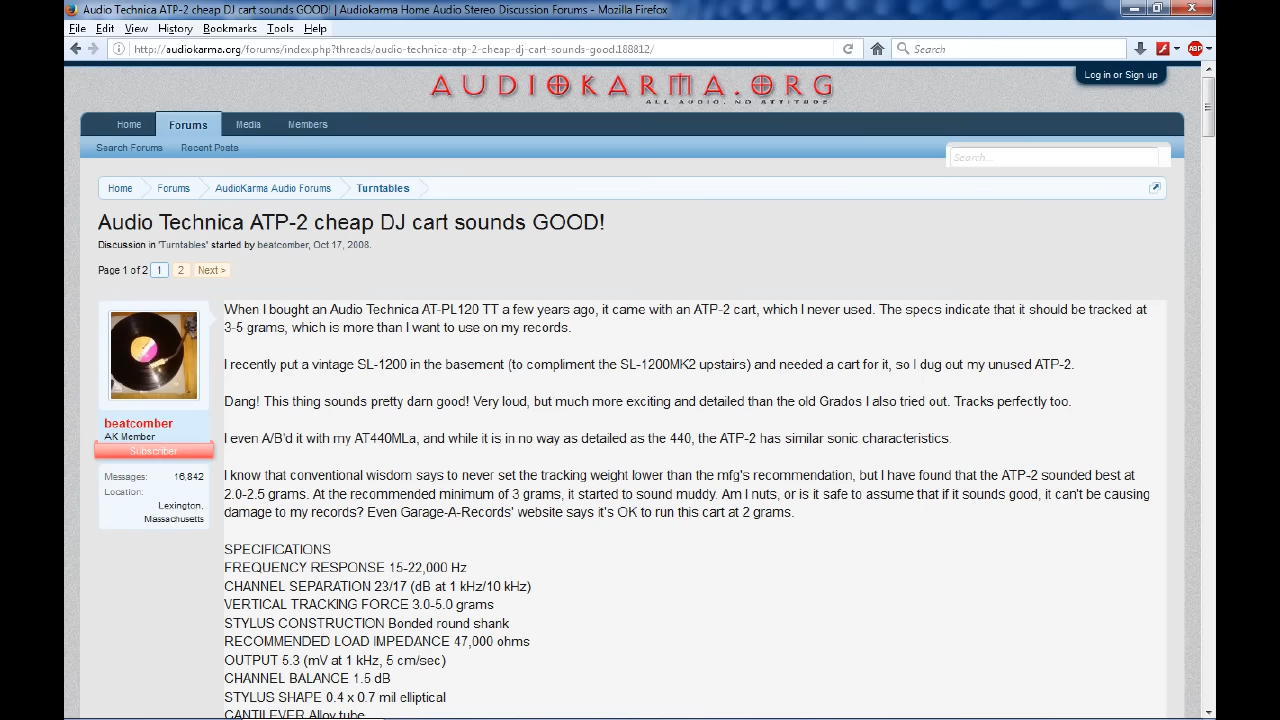 Audio Technica ATP-2 cheap DJ cart sounds GOOD! | Audiokarma Home Audio Stereo Discussion Forums - Mozilla Firefox
File Edit View History Bookmarks Tools Help
http://audiokarma.org/forums/index.php?threads/audio-technica-atp-2-cheap-dj-cart-sounds-good.188812/
Search
ABP
Log in or Sign up
AUDIOKARMA.ORG
ALL AUDIO. NO ATTITUDE
Home Forums Media Members
Search Forums Recent Posts
Search...
Home Forums AudioKarma Audio Forums Turntables
Audio Technica ATP-2 cheap DJ cart sounds GOOD!
Discussion in 'Turntables' started by beatcomber, Oct 17, 2008.
Page 1 of 2 1 2 Next >
beatcomber
AK Member
Subscriber
Messages: 16,842
Location:
Lexington,
Massachusetts
When I bought an Audio Technica AT-PL120 TT a few years ago, it came with an ATP-2 cart, which I never used. The specs indicate that it should be tracked at
3-5 grams, which is more than I want to use on my records.
I recently put a vintage SL-1200 in the basement (to compliment the SL-1200MK2 upstairs) and needed a cart for it, so I dug out my unused ATP-2.
Dang! This thing sounds pretty darn good! Very loud, but much more exciting and detailed than the old Grados I also tried out. Tracks perfectly too.
I even A/B'd it with my AT440MLa, and while it is in no way as detailed as the 440, the ATP-2 has similar sonic characteristics.
I know that conventional wisdom says to never set the tracking weight lower than the mfg's recommendation, but I have found that the ATP-2 sounded best at
2.0-2.5 grams. At the recommended minimum of 3 grams, it started to sound muddy. Am I nuts, or is it safe to assume that if it sounds good, it can't be causing
damage to my records? Even Garage-A-Records' website says it's OK to run this cart at 2 grams.
SPECIFICATIONS
FREQUENCY RESPONSE 15-22,000 Hz
CHANNEL SEPARATION 23/17 (dB at 1 kHz/10 kHz)
VERTICAL TRACKING FORCE 3.0-5.0 grams
STYLUS CONSTRUCTION Bonded round shank
RECOMMENDED LOAD IMPEDANCE 47,000 ohms
OUTPUT 5.3 (mV at 1 kHz, 5 cm/sec)
CHANNEL BALANCE 1.5 dB
STYLUS SHAPE 0.4 x 0.7 mil elliptical
CANTILEVER Alloy tube